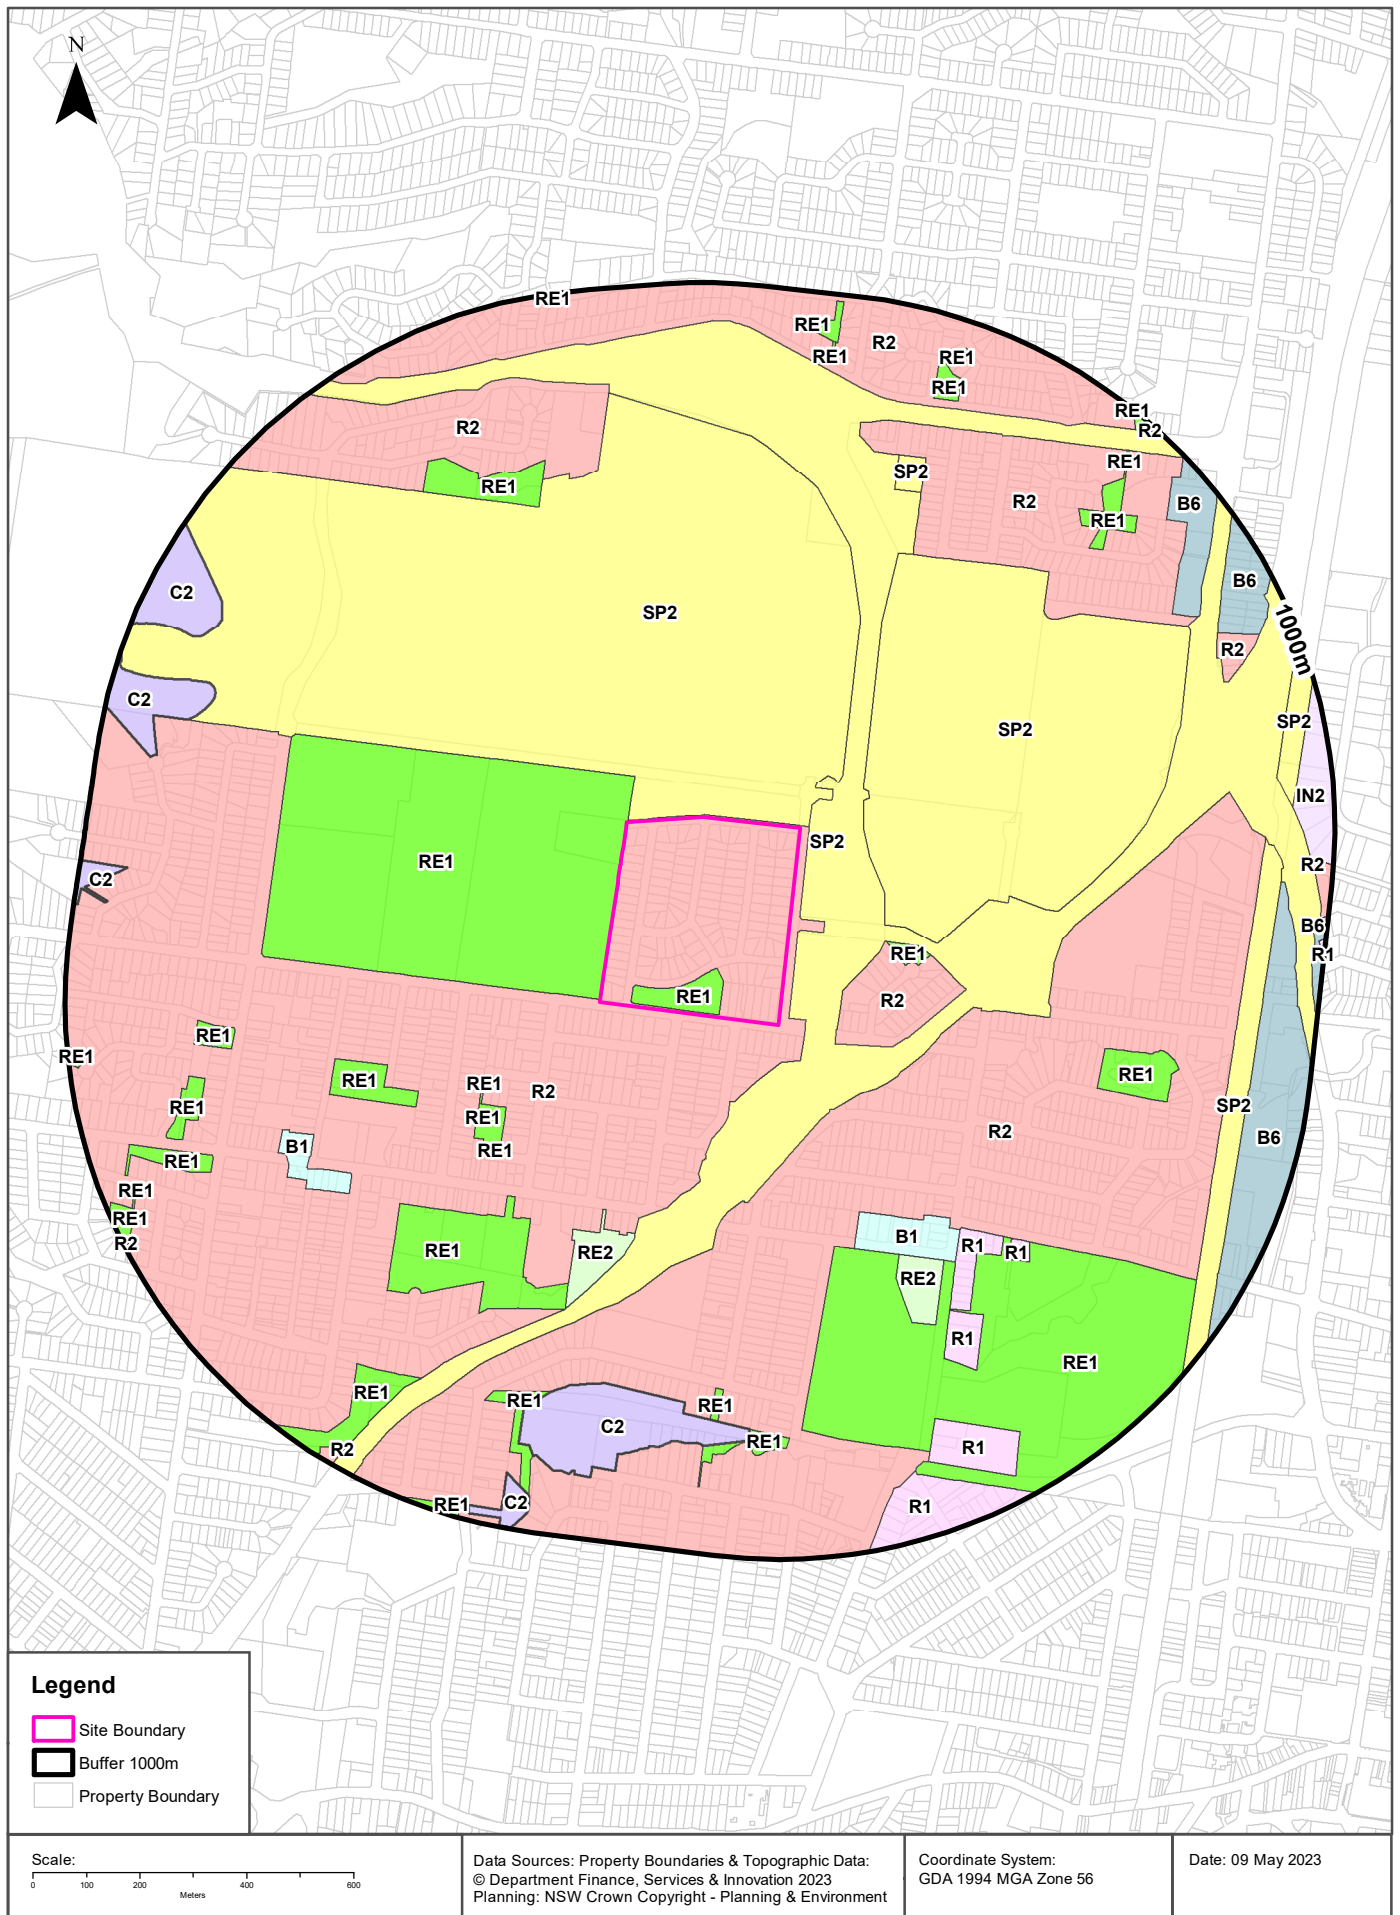 N
RE1
RE1
R2
RE1
RE1
RE1
RE1
R2
R2
RE1
SP2
RE1
RE1
R2
B6
RE1
B6
C2
SP2
1000m
R2
C2
SP2
SP2
IN2
SP2
RE1
R2
C2
B6
RE1
R1
RE1
R2
RE1
RE1
RE1
RE1
R2
RE1
RE1
SP2
RE1
R2
B6
B1
RE1
RE1
RE1
RE1
B1
R2
RE1
RE2
R1
R1
RE2
R1
RE1
RE1
RE1
RE1
C2
RE1
R2
R1
RE1
C2
R1
Legend
Site Boundary
Buffer 1000m
Property Boundary
Scale:
0 100 200 400 600
Meters
Data Sources: Property Boundaries & Topographic Data:
© Department Finance, Services & Innovation 2023
Planning: NSW Crown Copyright - Planning & Environment
Coordinate System:
GDA 1994 MGA Zone 56
Date: 09 May 2023